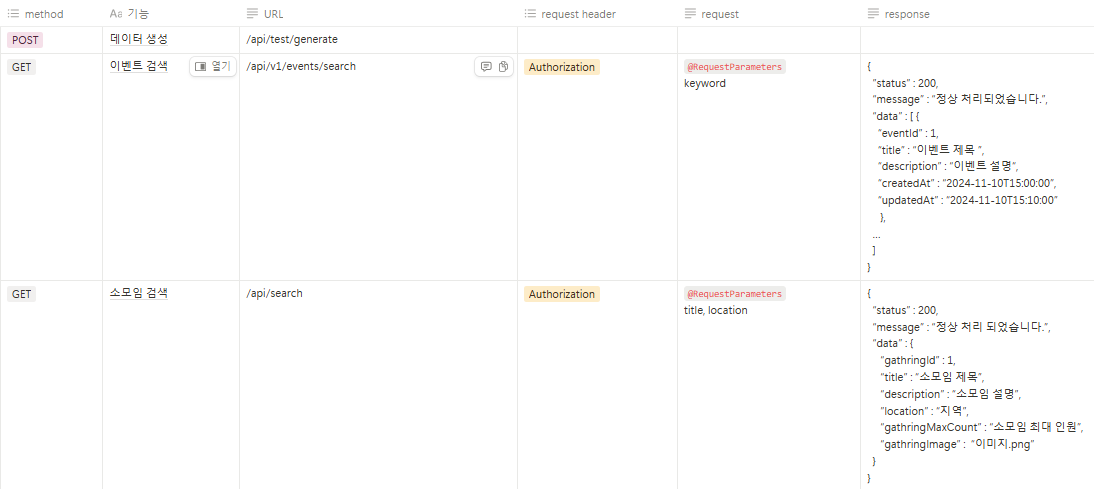 method Aa 기능 URL request header request response
POST 데이터 생성 /api/test/generate
GET 이벤트 검색 열기 /api/v1/events/search Authorization @RequestParameters
keyword
{
"status" : 200,
"message" : "정상 처리되었습니다.",
"data" : [ {
"eventId" : 1,
"title" : "이벤트 제목 ",
"description" : "이벤트 설명",
"createdAt" : "2024-11-10T15:00:00",
"updatedAt" : "2024-11-10T15:10:00"
},
...
]
}
GET 소모임 검색 /api/search Authorization @RequestParameters
title, location
{
"status" : 200,
"message" : "정상 처리 되었습니다.",
"data" : {
"gathringId" : 1,
"title" : "소모임 제목",
"description" : "소모임 설명",
"location" : "지역",
"gathringMaxCount" : "소모임 최대 인원",
"gathringImage" : "이미지.png"
}
}